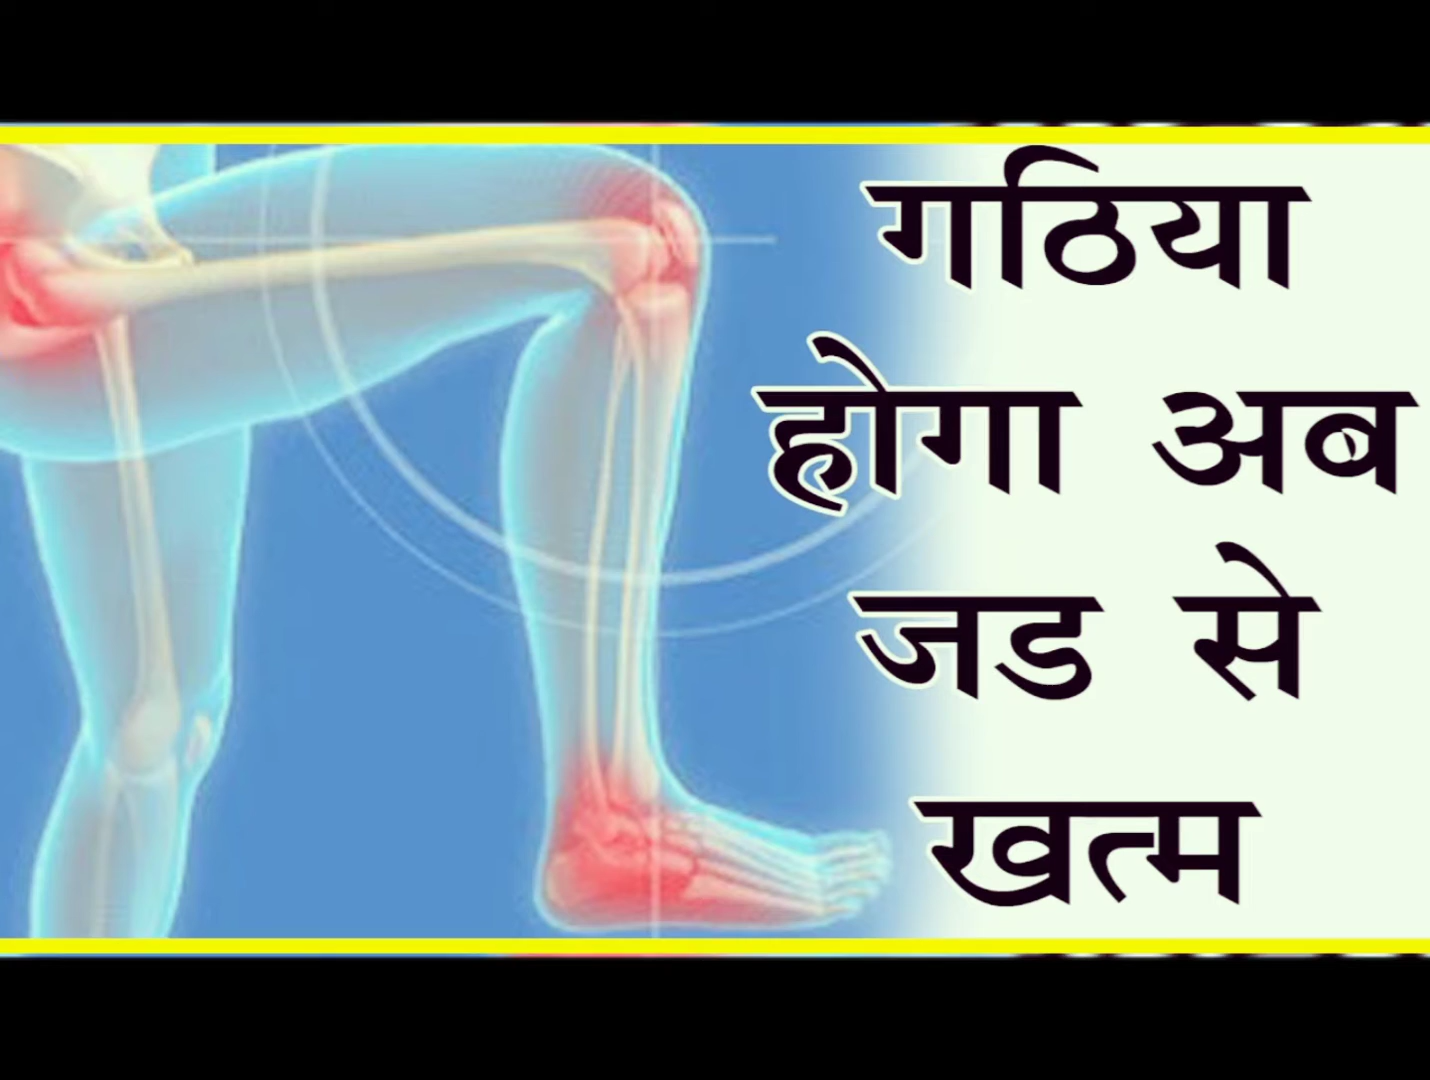 गठिया
होगा अब
जड से
खत्म